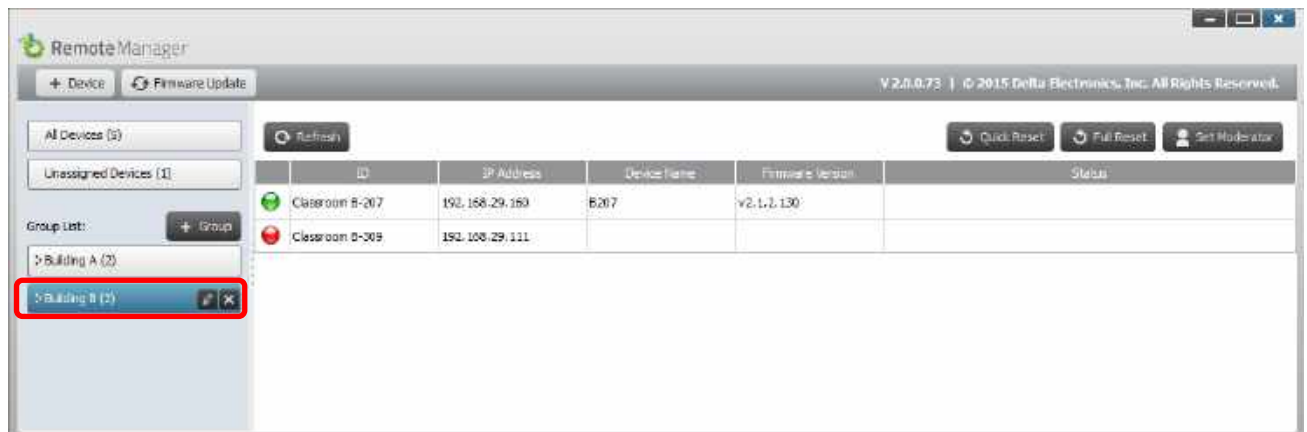 RemoteManager
+ Device Firmware Update V 2.0.0.73 | © 2015 Delta Electronics, Inc. All Rights Reserved.
All Devices (5)
Refresh Quick Reset Full Reset Set Moderator
Unassigned Devices (1)
ID IP Address Device Name Firmware Version Status
Classroom B-207 192.168.29.160 B207 v2.1.2.130
Group List: + Group
Classroom B-309 192.168.29.111
> Building A (2)
> Building B (2)